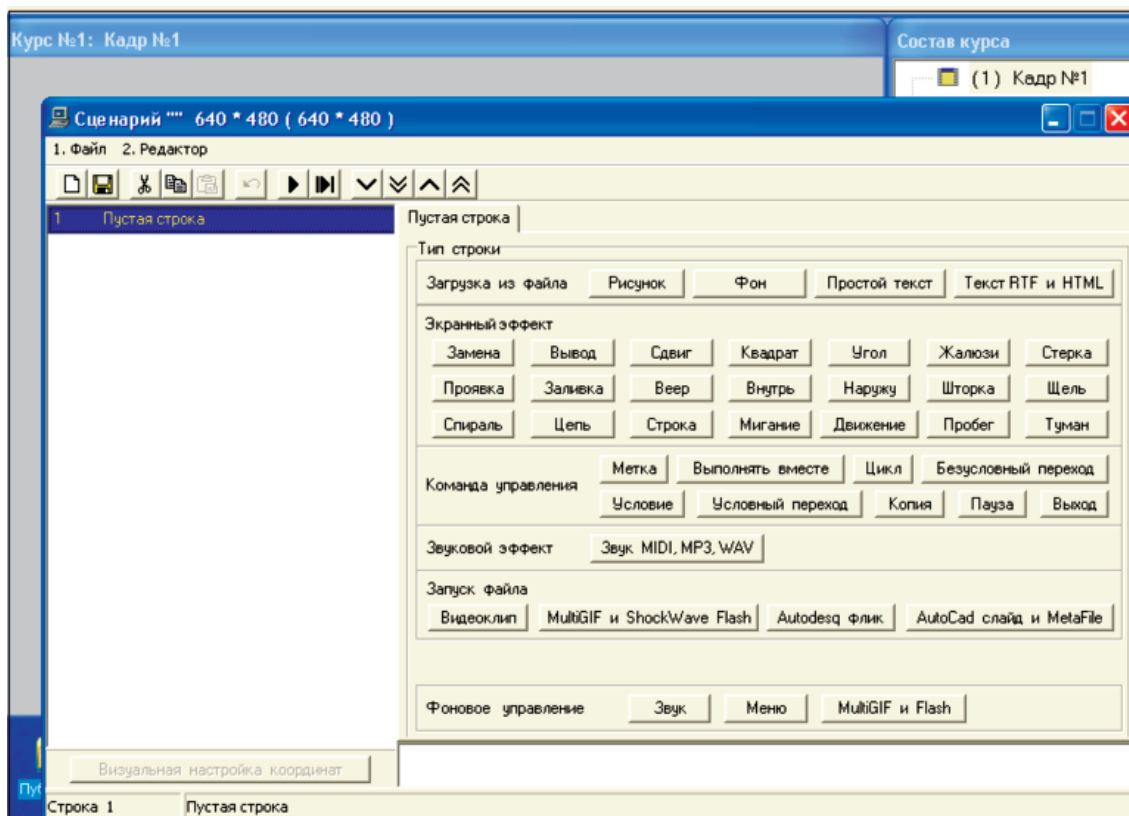 Курс №1: Кадр №1
Состав курса
(1) Кадр №1
Сценарий "" 640 * 480 ( 640 * 480 )
1. Файл 2. Редактор
1 Пустая строка
Пустая строка
Тип строки
Загрузка из файла Рисунок Фон Простой текст Текст RTF и HTML
Экранный эффект
Замена Вывод Сдвиг Квадрат Угол Жалюзи Стерка
Проявка Заливка Веер Внутрь Наружу Шторка Щель
Спираль Цепь Строка Мигание Движение Пробег Туман
Команда управления
Метка Выполнять вместе Цикл Безусловный переход
Условие Условный переход Копия Пауза Выход
Звуковой эффект Звук MIDI, MP3, WAV
Запуск файла
Видеоклип MultiGIF и ShockWave Flash Autodesq флик AutoCad слайд и MetaFile
Фоновое управление Звук Меню MultiGIF и Flash
Визуальная настройка координат
Строка 1 Пустая строка